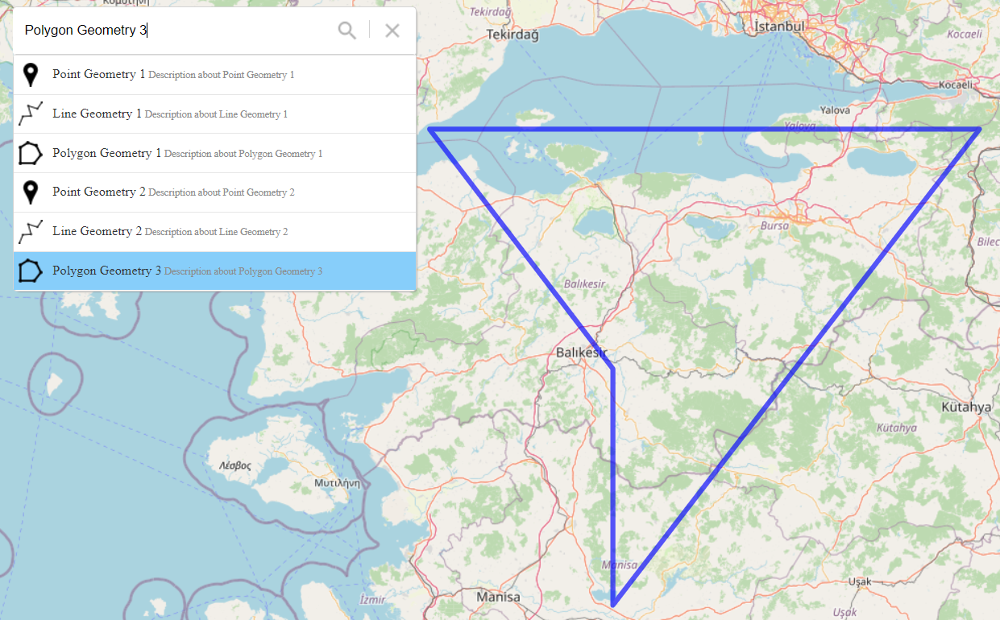 Κομοτηνή
Polygon Geometry 3
Point Geometry 1 Description about Point Geometry 1
Line Geometry 1 Description about Line Geometry 1
Polygon Geometry 1 Description about Polygon Geometry 1
Point Geometry 2 Description about Point Geometry 2
Line Geometry 2 Description about Line Geometry 2
Polygon Geometry 3 Description about Polygon Geometry 3
Tekirdağ
Tekirdağ
İstanbul
Kocaeli
Kocaeli
Yalova
Yalova
Bursa
Bilec
Balıkesir
Balıkesir
Kütahya
Kütahya
Λέσβος
Μυτιλήνη
Manisa
Uşak
İzmir
Manisa
Uşak